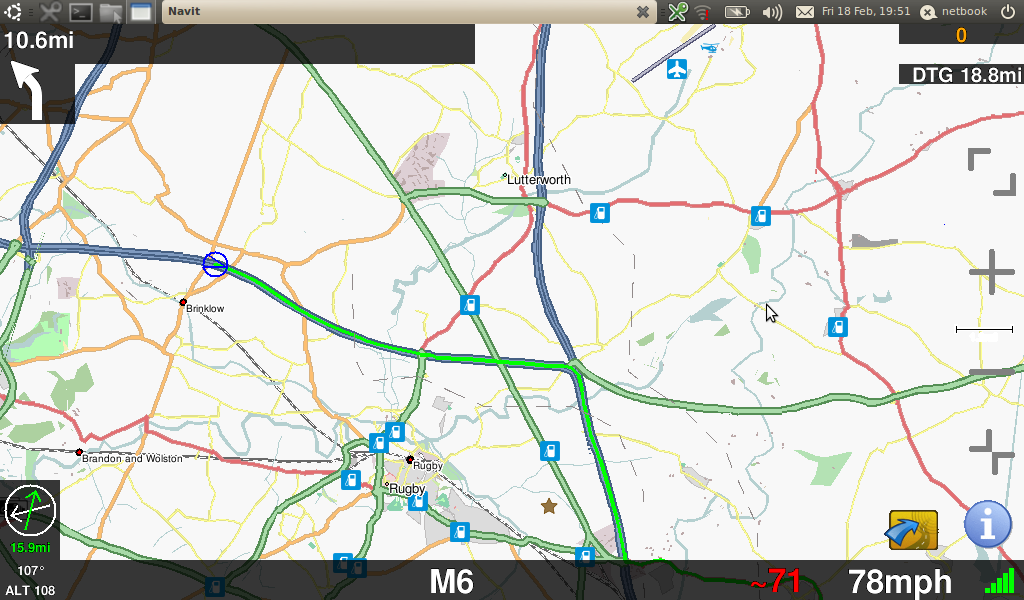 Navit
Fri 18 Feb, 19:51
netbook
10.6mi
0
DTG 18.8mi
Lutterworth
Brinklow
Brandon and Wolston
Rugby
Rugby
15.9mi
107°
ALT 108
M6
~71
78mph